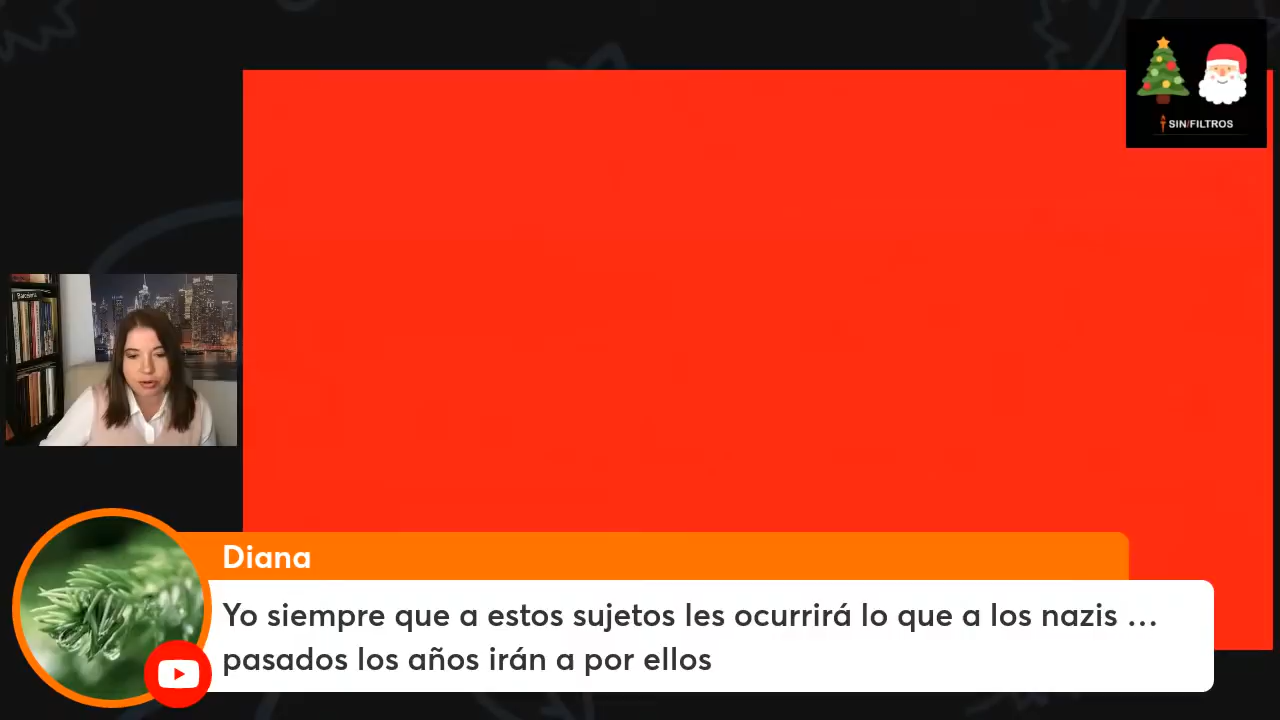 SIN/FILTROS
Barcelona
Diana
Yo siempre que a estos sujetos les ocurrirá lo que a los nazis ...
pasados los años irán a por ellos